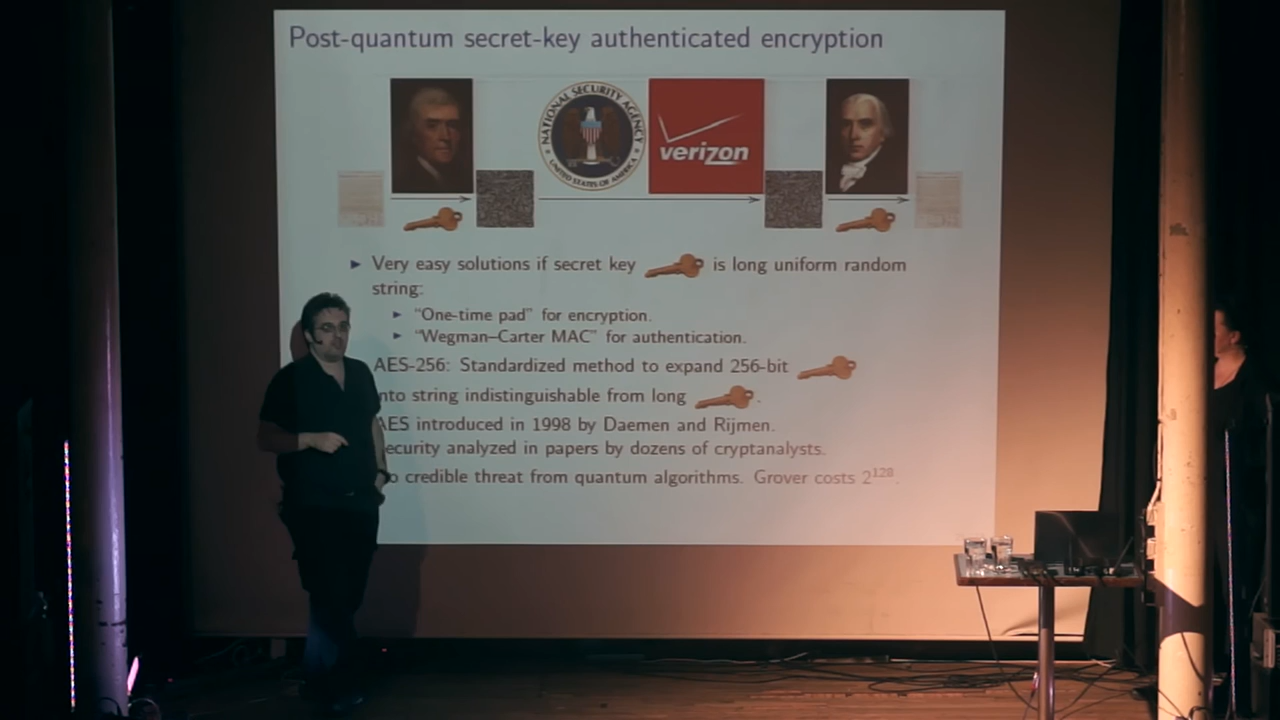 Post-quantum secret-key authenticated encryption
NATIONAL SECURITY AGENCY
UNITED STATES OF AMERICA
verizon
Very easy solutions if secret key is long uniform random
string:
"One-time pad" for encryption.
"Wegman–Carter MAC" for authentication.
AES-256: Standardized method to expand 256-bit
nto string indistinguishable from long .
AES introduced in 1998 by Daemen and Rijmen.
ecurity analyzed in papers by dozens of cryptanalysts.
o credible threat from quantum algorithms. Grover costs 2¹²⁸.